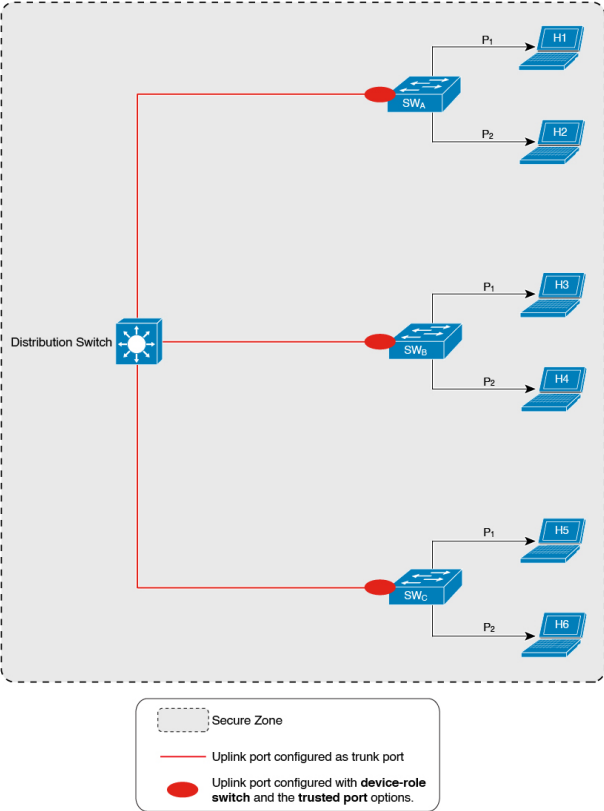 P1
H1
SWA
P2
H2
P1
H3
Distribution Switch
SWB
P2
H4
P1
H5
SWC
P2
H6
Secure Zone
Uplink port configured as trunk port
Uplink port configured with device-role
switch and the trusted port options.